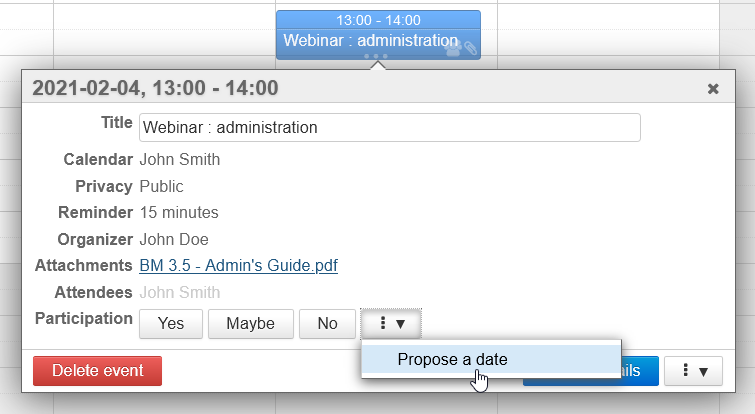 13:00 - 14:00
Webinar : administration
2021-02-04, 13:00 - 14:00
Title Webinar : administration
Calendar John Smith
Privacy Public
Reminder 15 minutes
Organizer John Doe
Attachments BM 3.5 - Admin's Guide.pdf
Attendees John Smith
Participation Yes Maybe No
Propose a date
Delete event